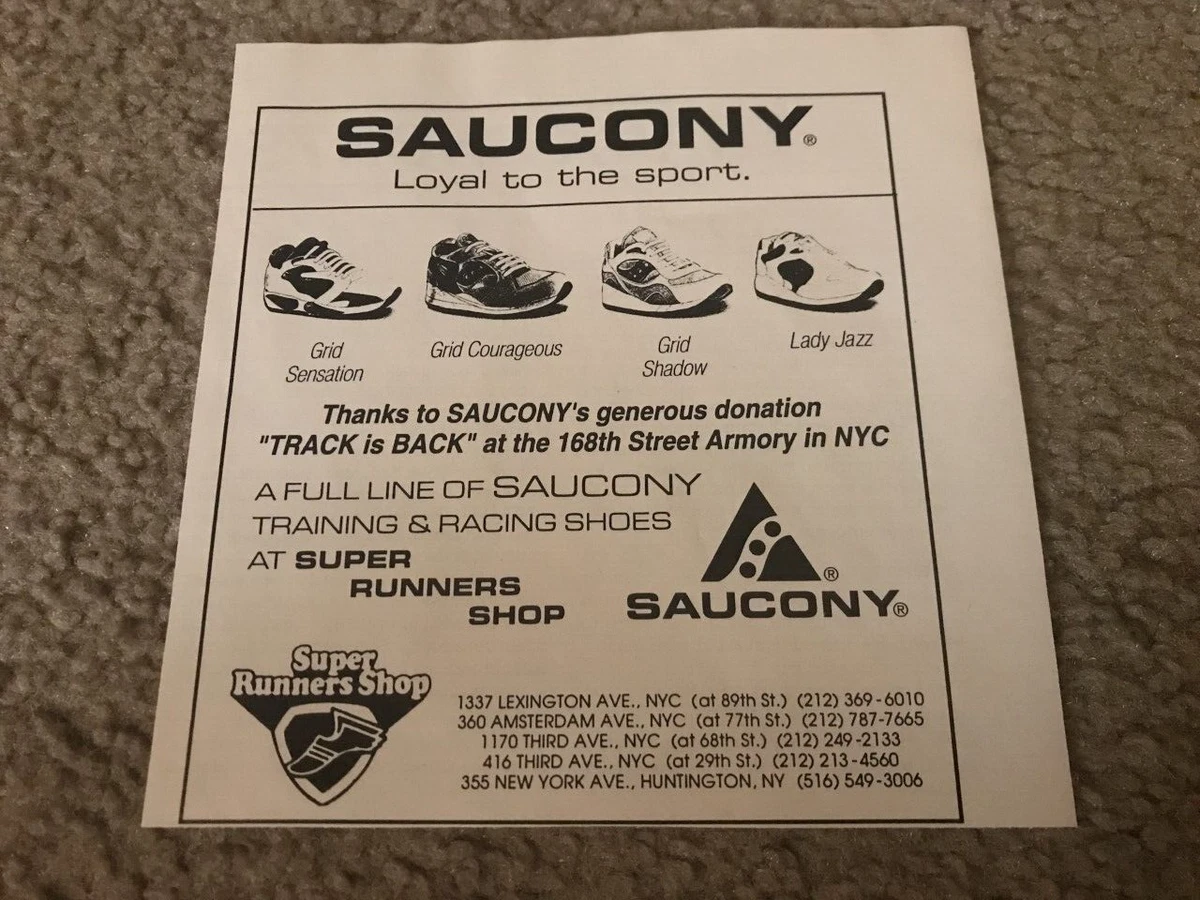 SAUCONY®
Loyal to the sport.
Grid
Sensation
Grid Courageous
Grid
Shadow
Lady Jazz
Thanks to SAUCONY's generous donation
"TRACK is BACK" at the 168th Street Armory in NYC
A FULL LINE OF SAUCONY
TRAINING & RACING SHOES
AT SUPER
RUNNERS
SHOP
®
SAUCONY®
Super
Runners Shop
1337 LEXINGTON AVE., NYC (at 89th St.) (212) 369-6010
360 AMSTERDAM AVE., NYC (at 77th St.) (212) 787-7665
1170 THIRD AVE., NYC (at 68th St.) (212) 249-2133
416 THIRD AVE., NYC (at 29th St.) (212) 213-4560
355 NEW YORK AVE., HUNTINGTON, NY (516) 549-3006